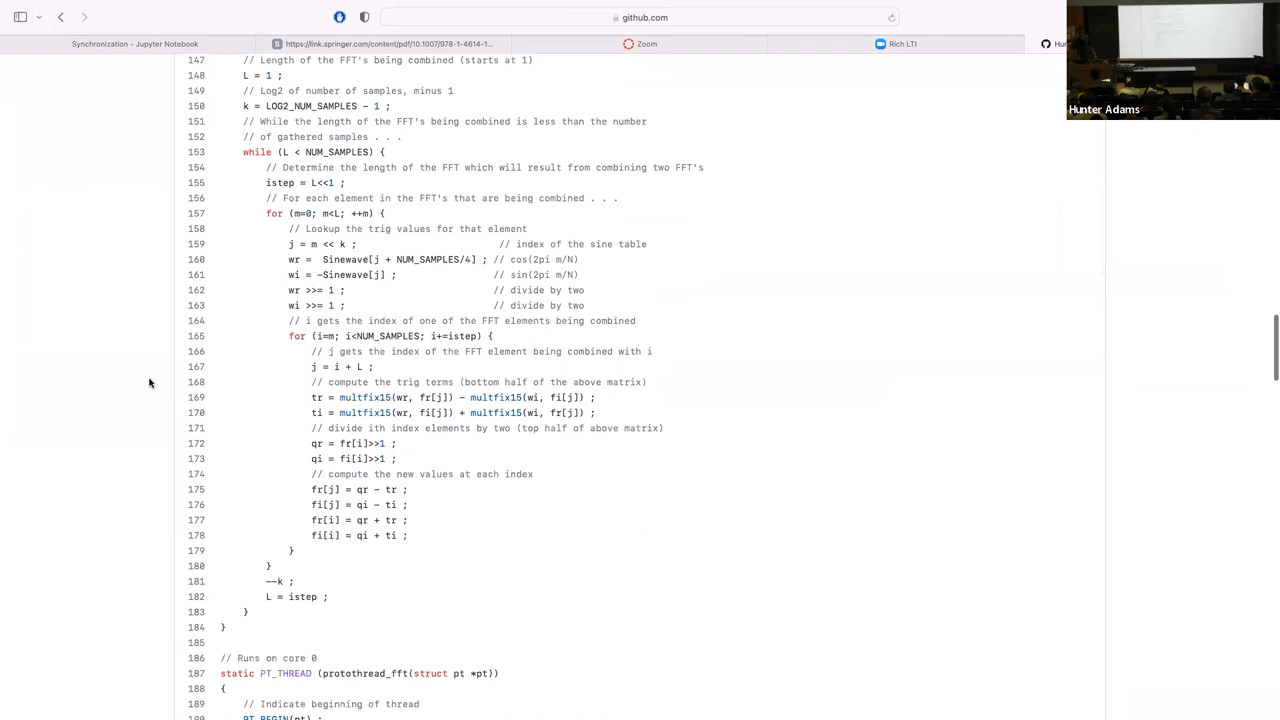 github.com
Synchronization - Jupyter Notebook
https://link.springer.com/content/pdf/10.1007/978-1-4614-1...
Zoom
Rich LTI
Hun
Hunter Adams
147 // Length of the FFT's being combined (starts at 1)
148 L = 1 ;
149 // Log2 of number of samples, minus 1
150 k = LOG2_NUM_SAMPLES - 1 ;
151 // While the length of the FFT's being combined is less than the number
152 // of gathered samples . . .
153 while (L < NUM_SAMPLES) {
154 // Determine the length of the FFT which will result from combining two FFT's
155 istep = L<<1 ;
156 // For each element in the FFT's that are being combined . . .
157 for (m=0; m<L; ++m) {
158 // Lookup the trig values for that element
159 j = m << k ; // index of the sine table
160 wr =  Sinewave[j + NUM_SAMPLES/4] ; // cos(2pi m/N)
161 wi = -Sinewave[j] ; // sin(2pi m/N)
162 wr >>= 1 ; // divide by two
163 wi >>= 1 ; // divide by two
164 // i gets the index of one of the FFT elements being combined
165 for (i=m; i<NUM_SAMPLES; i+=istep) {
166 // j gets the index of the FFT element being combined with i
167 j = i + L ;
168 // compute the trig terms (bottom half of the above matrix)
169 tr = multfix15(wr, fr[j]) - multfix15(wi, fi[j]) ;
170 ti = multfix15(wr, fi[j]) + multfix15(wi, fr[j]) ;
171 // divide ith index elements by two (top half of above matrix)
172 qr = fr[i]>>1 ;
173 qi = fi[i]>>1 ;
174 // compute the new values at each index
175 fr[j] = qr - tr ;
176 fi[j] = qi - ti ;
177 fr[i] = qr + tr ;
178 fi[i] = qi + ti ;
179 }
180 }
181 --k ;
182 L = istep ;
183 }
184 }
185
186 // Runs on core 0
187 static PT_THREAD (protothread_fft(struct pt *pt))
188 {
189 // Indicate beginning of thread
190 PT_BEGIN(pt) ;